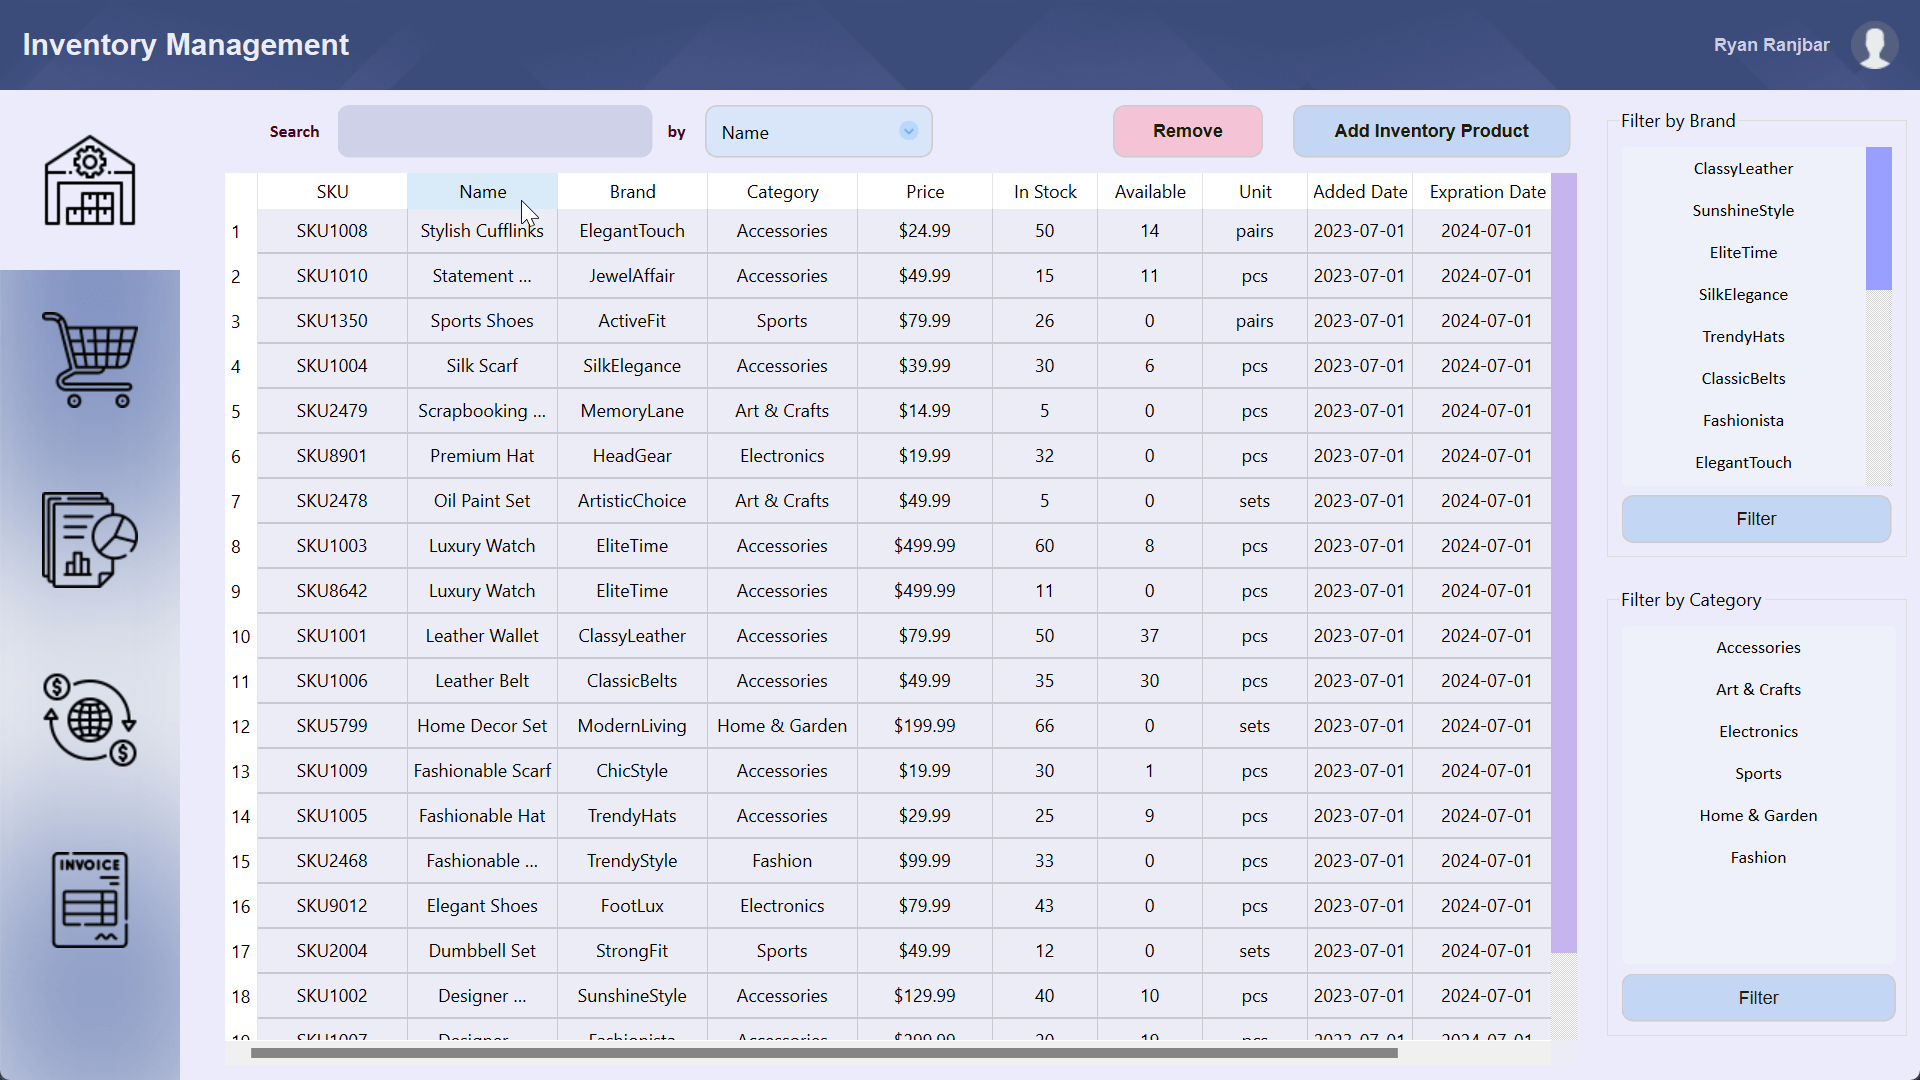 Inventory Management
Ryan Ranjbar
Search by Name Remove Add Inventory Product
SKU Name Brand Category Price In Stock Available Unit Added Date Expration Date
1 SKU1008 Stylish Cufflinks ElegantTouch Accessories $24.99 50 14 pairs 2023-07-01 2024-07-01
2 SKU1010 Statement ... JewelAffair Accessories $49.99 15 11 pcs 2023-07-01 2024-07-01
3 SKU1350 Sports Shoes ActiveFit Sports $79.99 26 0 pairs 2023-07-01 2024-07-01
4 SKU1004 Silk Scarf SilkElegance Accessories $39.99 30 6 pcs 2023-07-01 2024-07-01
5 SKU2479 Scrapbooking ... MemoryLane Art & Crafts $14.99 5 0 pcs 2023-07-01 2024-07-01
6 SKU8901 Premium Hat HeadGear Electronics $19.99 32 0 pcs 2023-07-01 2024-07-01
7 SKU2478 Oil Paint Set ArtisticChoice Art & Crafts $49.99 5 0 sets 2023-07-01 2024-07-01
8 SKU1003 Luxury Watch EliteTime Accessories $499.99 60 8 pcs 2023-07-01 2024-07-01
9 SKU8642 Luxury Watch EliteTime Accessories $499.99 11 0 pcs 2023-07-01 2024-07-01
10 SKU1001 Leather Wallet ClassyLeather Accessories $79.99 50 37 pcs 2023-07-01 2024-07-01
11 SKU1006 Leather Belt ClassicBelts Accessories $49.99 35 30 pcs 2023-07-01 2024-07-01
12 SKU5799 Home Decor Set ModernLiving Home & Garden $199.99 66 0 sets 2023-07-01 2024-07-01
13 SKU1009 Fashionable Scarf ChicStyle Accessories $19.99 30 1 pcs 2023-07-01 2024-07-01
14 SKU1005 Fashionable Hat TrendyHats Accessories $29.99 25 9 pcs 2023-07-01 2024-07-01
15 SKU2468 Fashionable ... TrendyStyle Fashion $99.99 33 0 pcs 2023-07-01 2024-07-01
16 SKU9012 Elegant Shoes FootLux Electronics $79.99 43 0 pcs 2023-07-01 2024-07-01
17 SKU2004 Dumbbell Set StrongFit Sports $49.99 12 0 sets 2023-07-01 2024-07-01
18 SKU1002 Designer ... SunshineStyle Accessories $129.99 40 10 pcs 2023-07-01 2024-07-01
Filter by Brand
ClassyLeather
SunshineStyle
EliteTime
SilkElegance
TrendyHats
ClassicBelts
Fashionista
ElegantTouch
Filter
Filter by Category
Accessories
Art & Crafts
Electronics
Sports
Home & Garden
Fashion
Filter
INVOICE